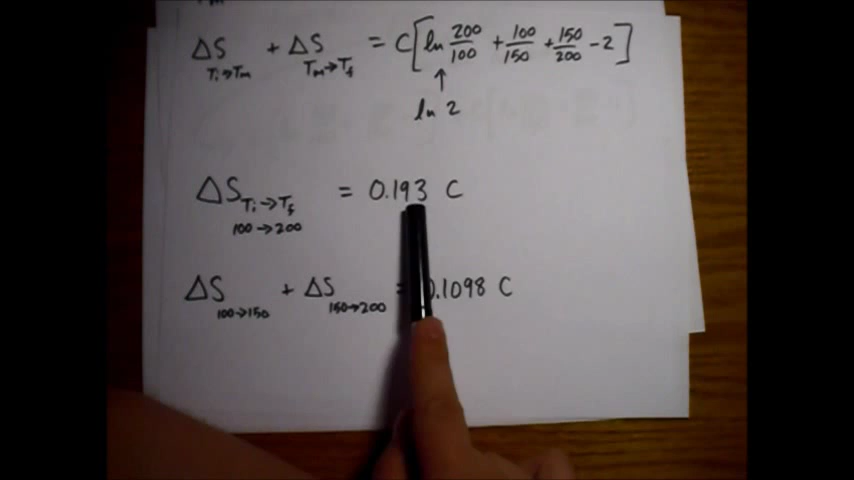 ΔS Ti→Tm + ΔS Tm→Tf = C[ln 200/100 + 100/150 + 150/200 - 2]
↑
ln 2
ΔS Ti→Tf = 0.193 C
100→200
ΔS 100→150 + ΔS 150→200 = 0.1098 C